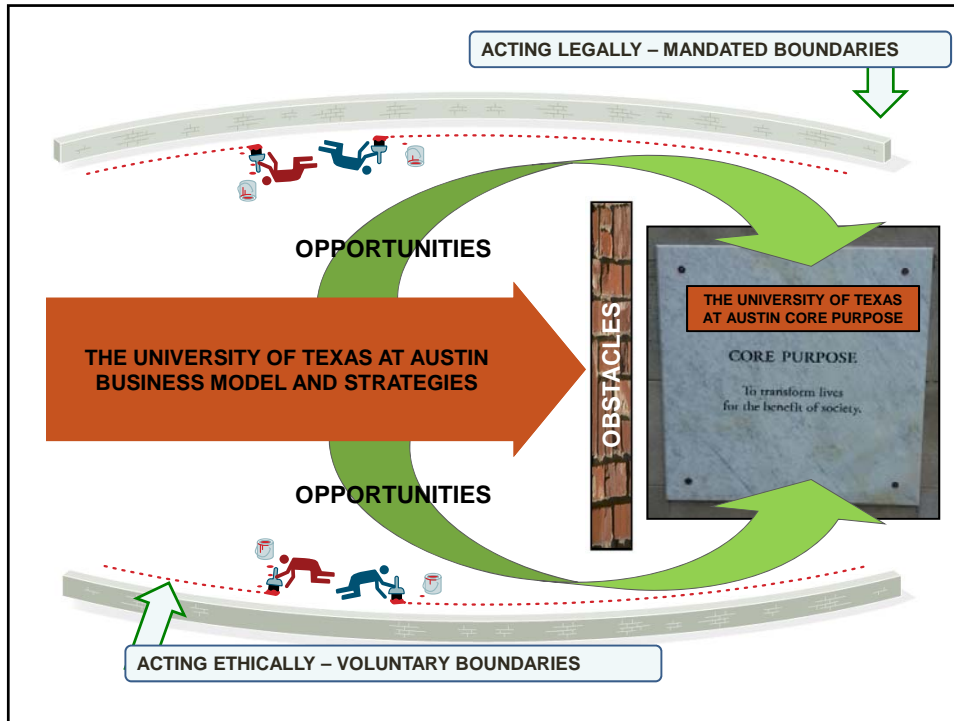 ACTING LEGALLY – MANDATED BOUNDARIES
OPPORTUNITIES
THE UNIVERSITY OF TEXAS AT AUSTIN
BUSINESS MODEL AND STRATEGIES
OBSTACLES
THE UNIVERSITY OF TEXAS
AT AUSTIN CORE PURPOSE
CORE PURPOSE
To transform lives
for the benefit of society.
OPPORTUNITIES
ACTING ETHICALLY – VOLUNTARY BOUNDARIES